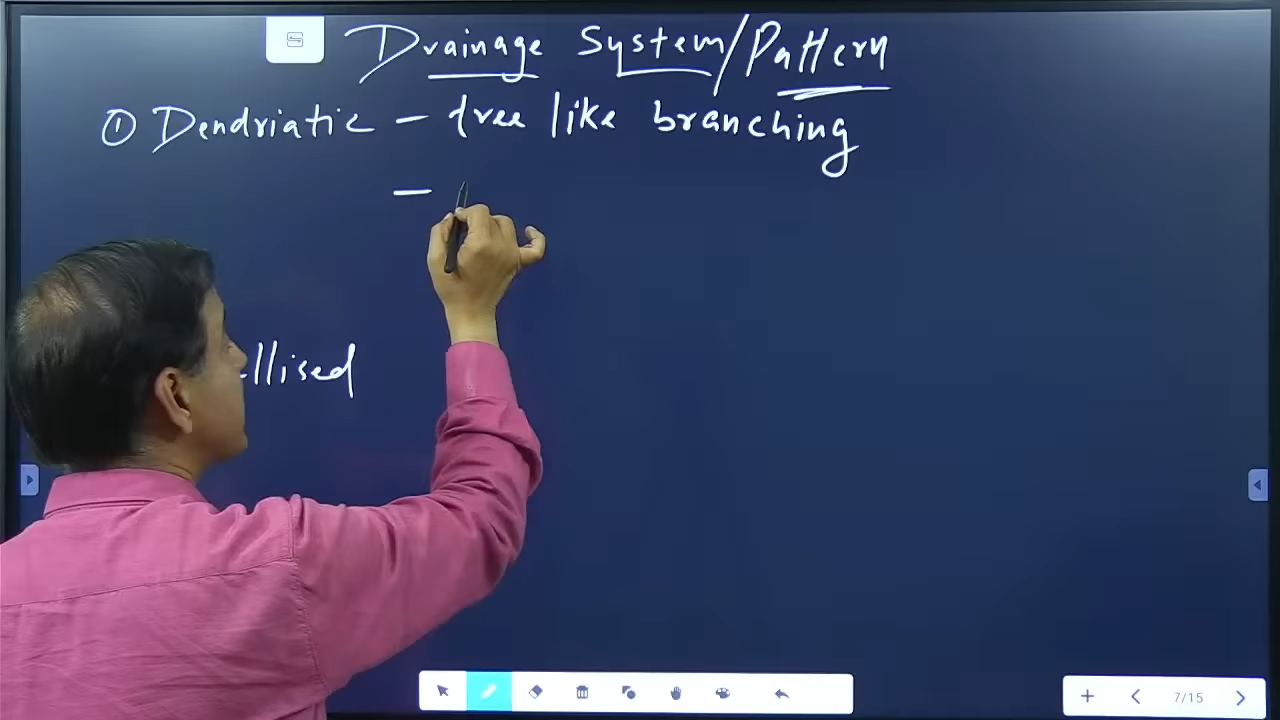 Drainage System/Pattern
① Dendriatic - tree like branching
-
llised
7/15